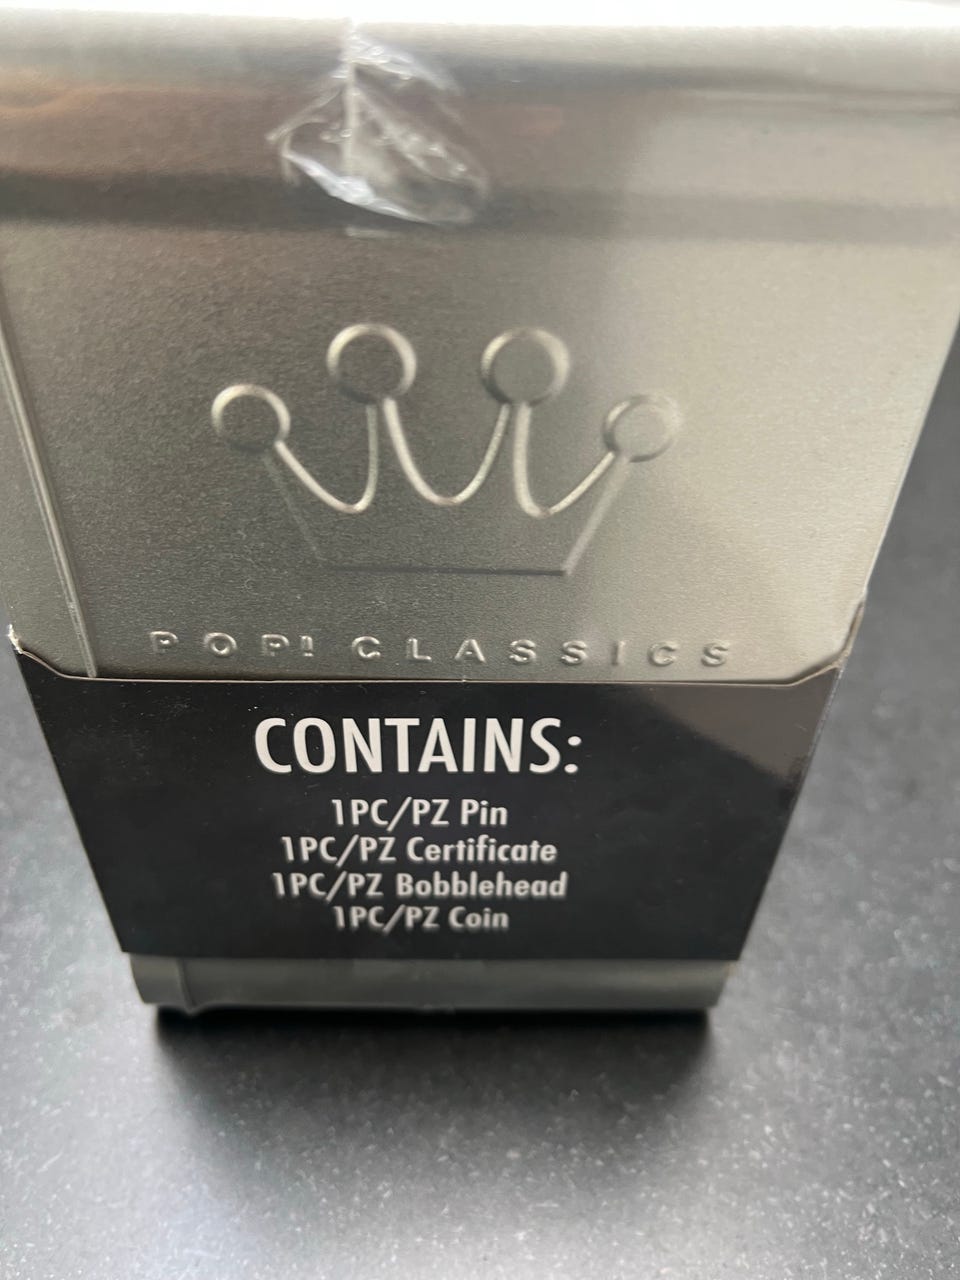 POP! CLASSICS
CONTAINS:
1PC/PZ Pin
1PC/PZ Certificate
1PC/PZ Bobblehead
1PC/PZ Coin